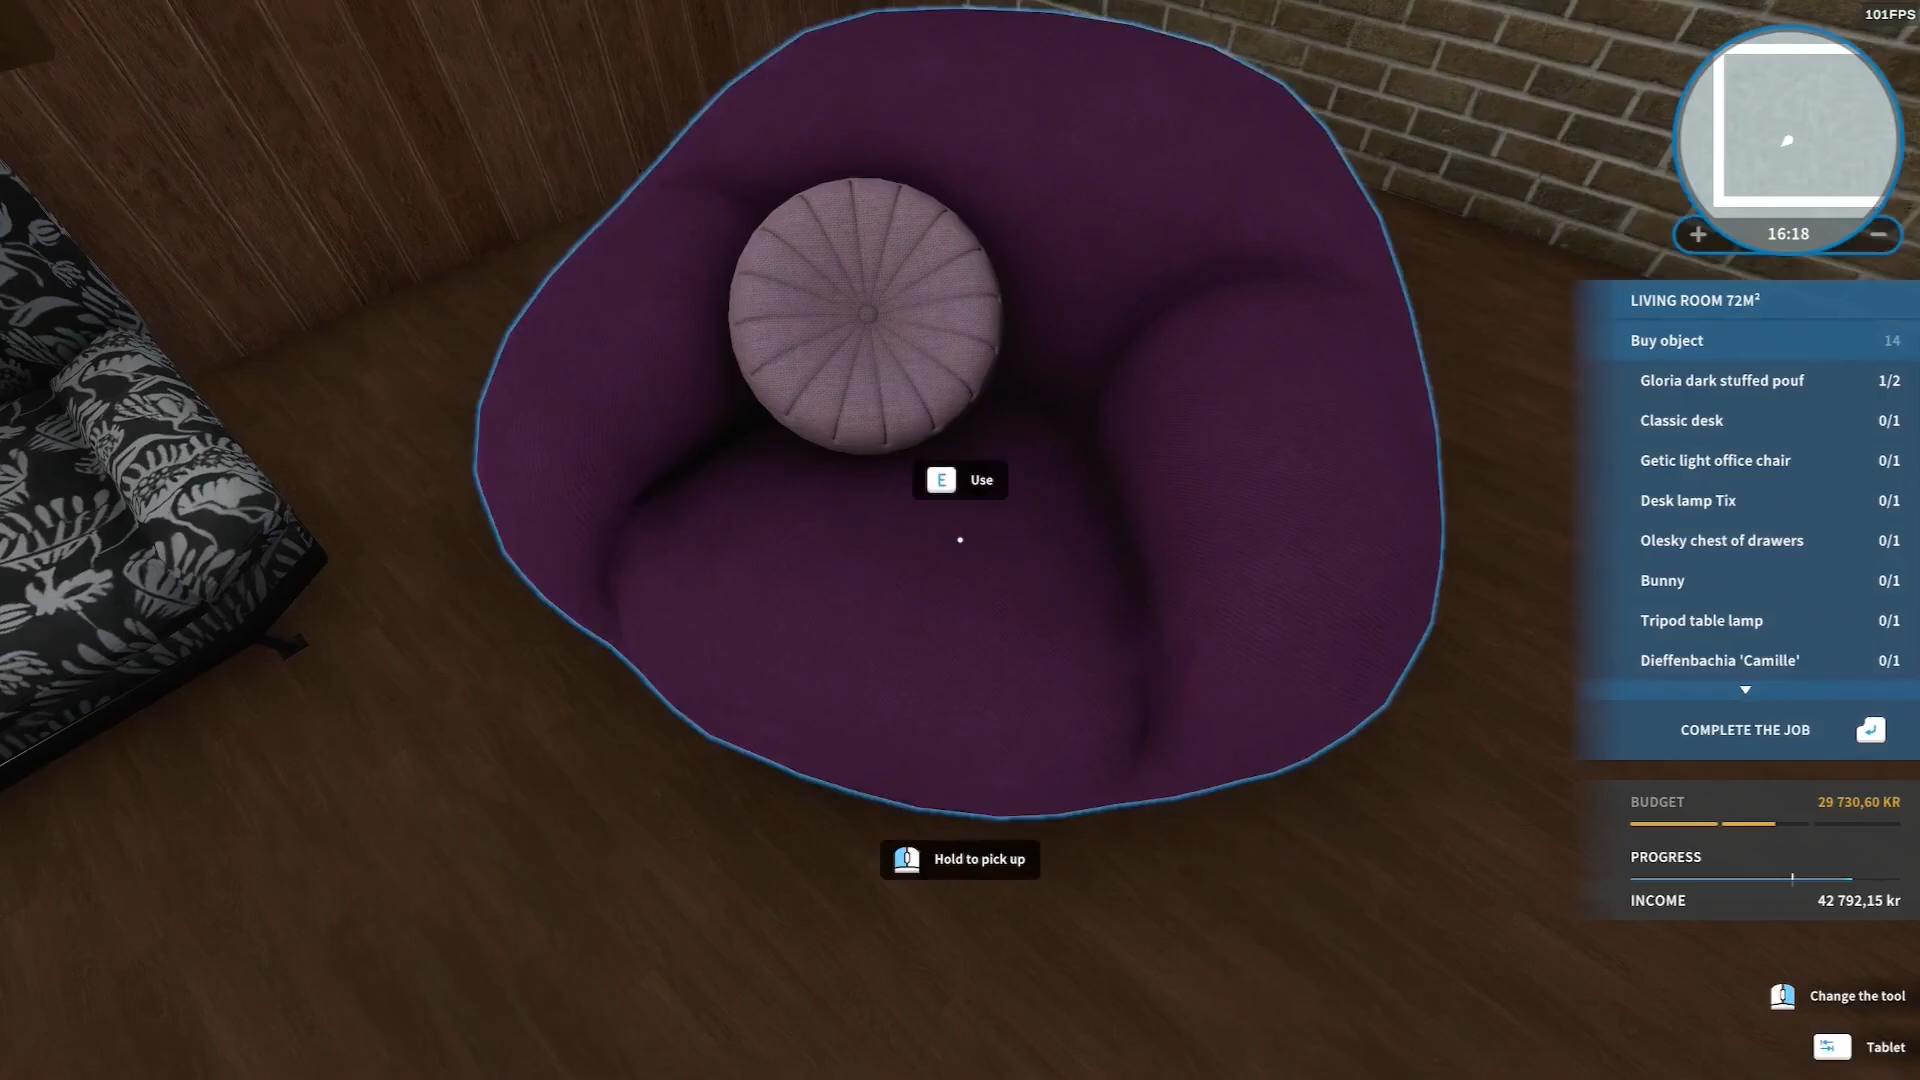 101FPS
+ 16:18 −
LIVING ROOM 72M²
Buy object 14
Gloria dark stuffed pouf 1/2
Classic desk 0/1
Getic light office chair 0/1
Desk lamp Tix 0/1
Olesky chest of drawers 0/1
Bunny 0/1
Tripod table lamp 0/1
Dieffenbachia 'Camille' 0/1
COMPLETE THE JOB
BUDGET 29 730,60 KR
PROGRESS
INCOME 42 792,15 kr
E Use
Hold to pick up
Change the tool
Tablet